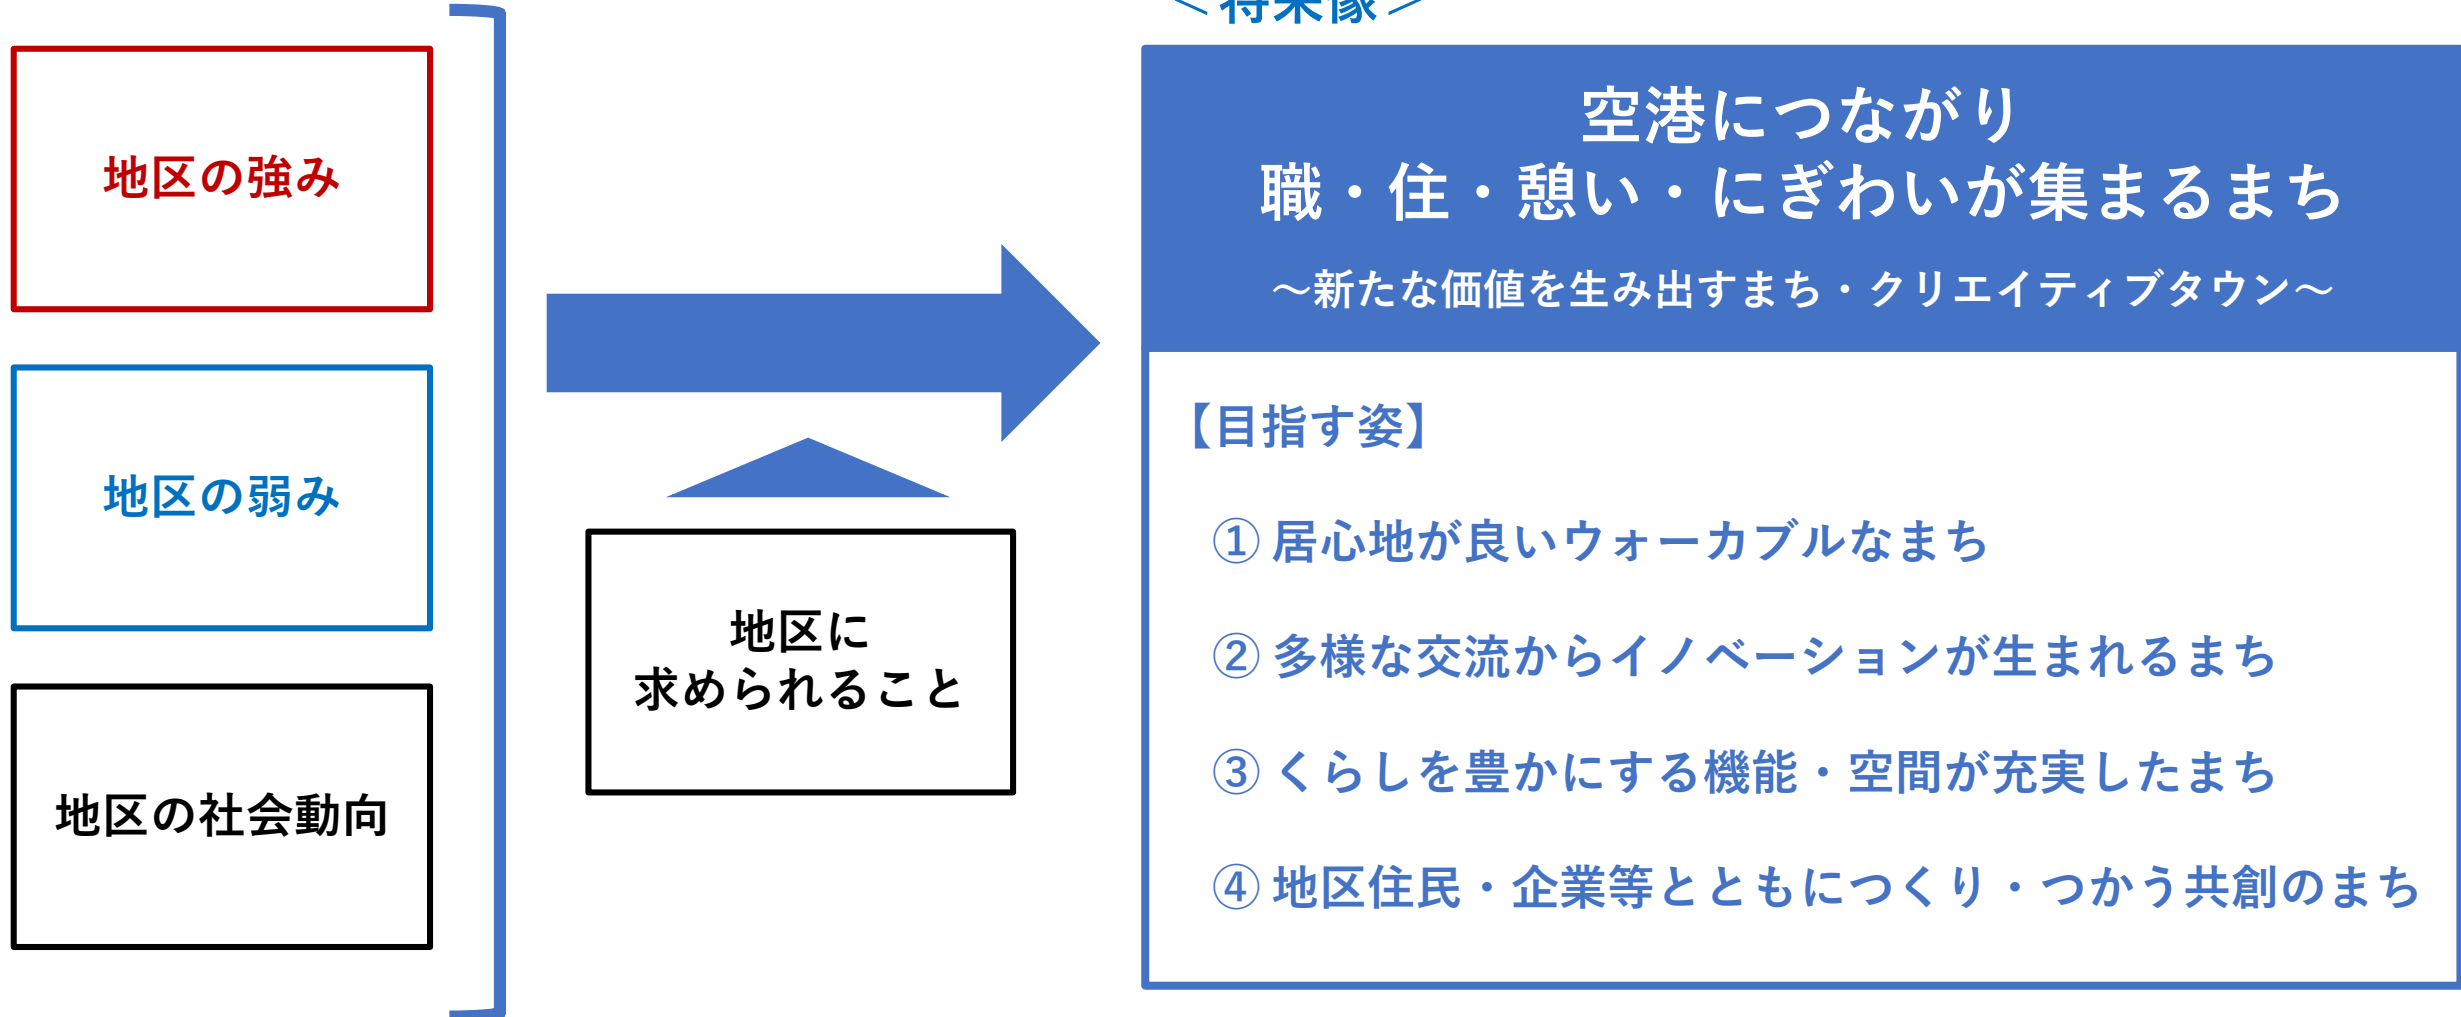 地区の強み
地区の弱み
地区の社会動向
地区に
求められること
＜将来像＞
空港につながり
職・住・憩い・にぎわいが集まるまち
～新たな価値を生み出すまち・クリエイティブタウン～
【目指す姿】
① 居心地が良いウォーカブルなまち
② 多様な交流からイノベーションが生まれるまち
③ くらしを豊かにする機能・空間が充実したまち
④ 地区住民・企業等とともにつくり・つかう共創のまち